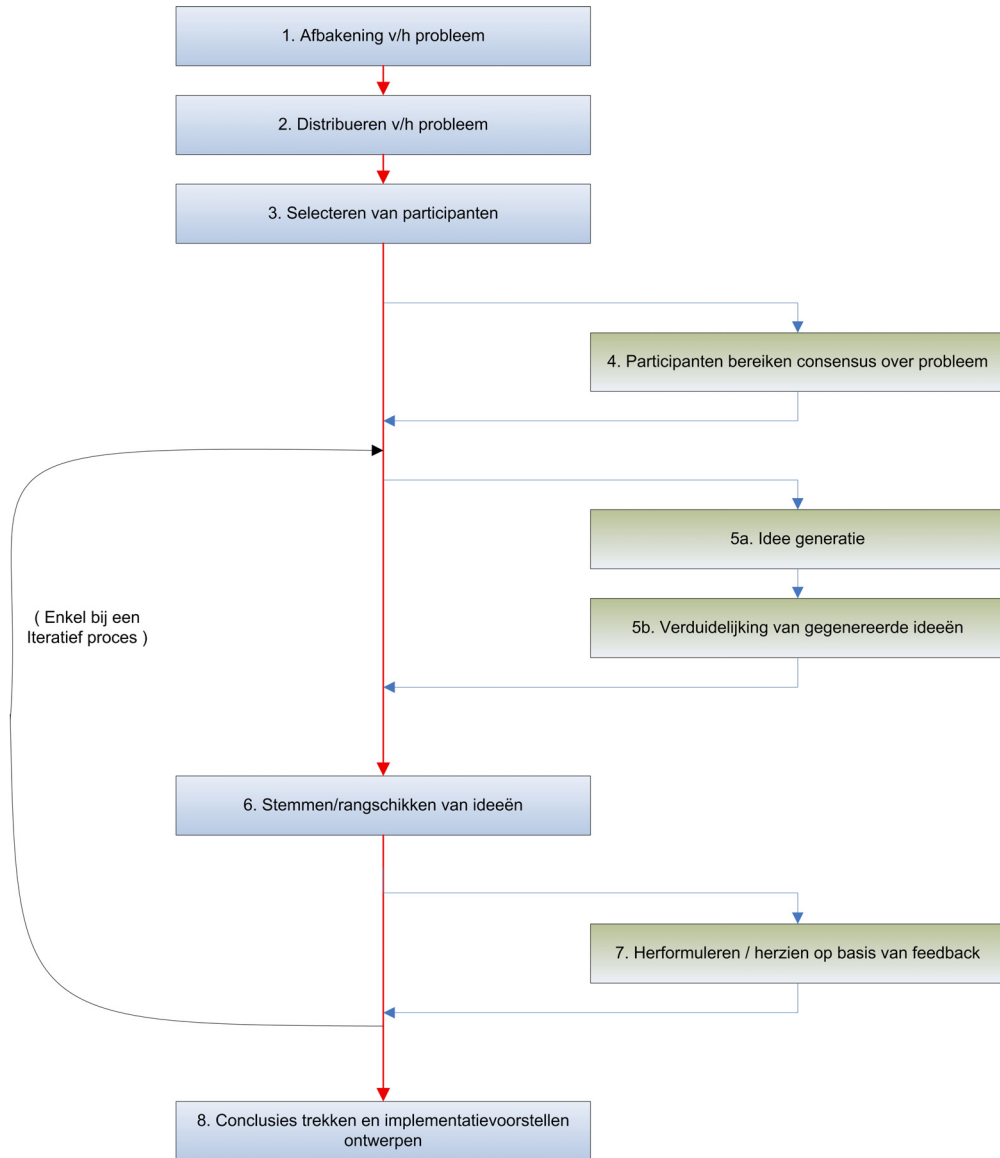 1. Afbakening v/h probleem
2. Distribueren v/h probleem
3. Selecteren van participanten
4. Participanten bereiken consensus over probleem
5a. Idee generatie
( Enkel bij een
Iteratief proces )
5b. Verduidelijking van gegenereerde ideeën
6. Stemmen/rangschikken van ideeën
7. Herformuleren / herzien op basis van feedback
8. Conclusies trekken en implementatievoorstellen
ontwerpen